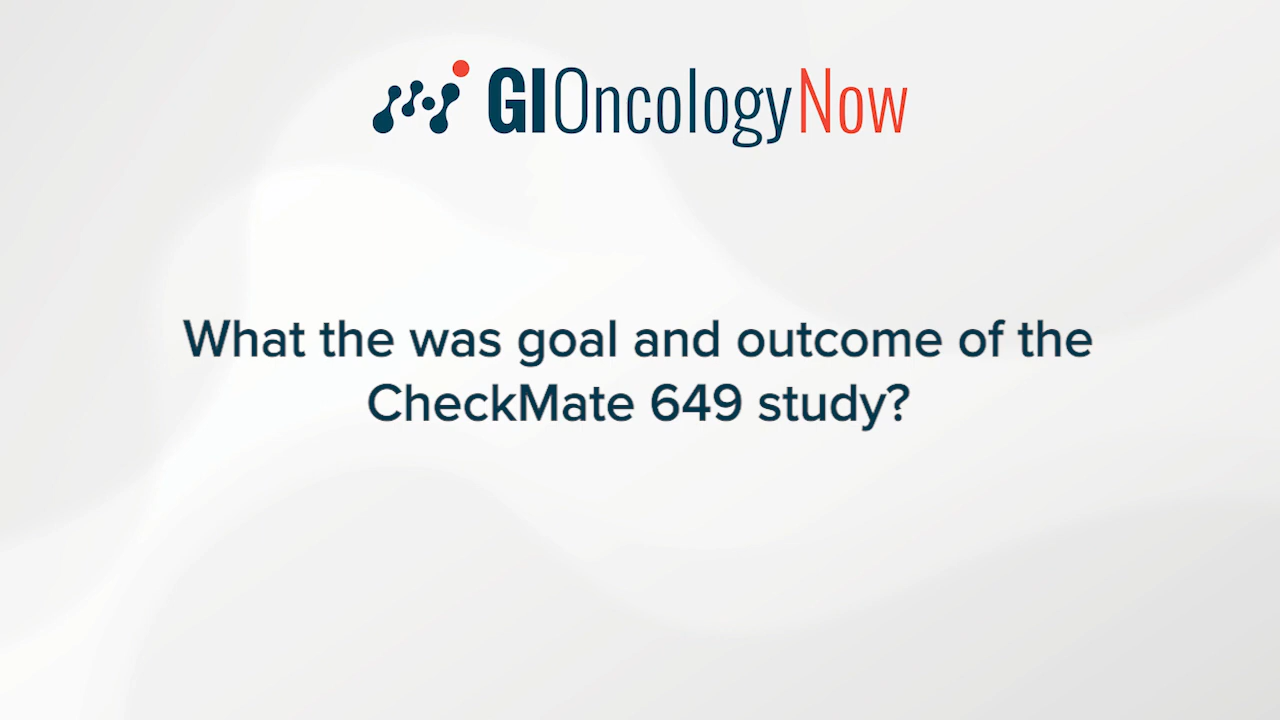 GIOncologyNow
What the was goal and outcome of the
CheckMate 649 study?